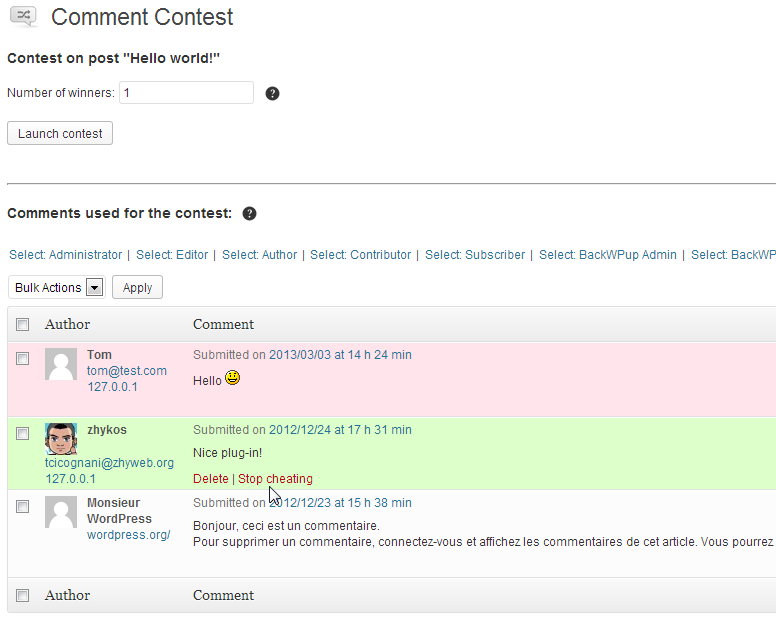 Comment Contest
Contest on post "Hello world!"
Number of winners: 1 ?
Launch contest
Comments used for the contest: ?
Select: Administrator | Select: Editor | Select: Author | Select: Contributor | Select: Subscriber | Select: BackWPup Admin | Select: BackWP
Bulk Actions Apply
Author Comment
Tom Submitted on 2013/03/03 at 14 h 24 min
tom@test.com
Hello
127.0.0.1
zhykos Submitted on 2012/12/24 at 17 h 31 min
Nice plug-in!
tcicognani@zhyweb.org
127.0.0.1 Delete | Stop cheating
Monsieur Submitted on 2012/12/23 at 15 h 38 min
WordPress Bonjour, ceci est un commentaire.
wordpress.org/ Pour supprimer un commentaire, connectez-vous et affichez les commentaires de cet article. Vous pourrez
Author Comment